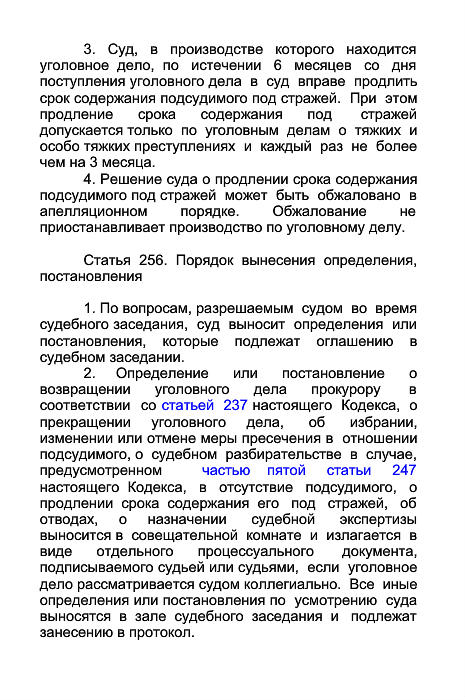 3. Суд, в производстве которого находится
уголовное дело, по истечении 6 месяцев со дня
поступления уголовного дела в суд вправе продлить
срок содержания подсудимого под стражей. При этом
продление срока содержания под стражей
допускается только по уголовным делам о тяжких и
особо тяжких преступлениях и каждый раз не более
чем на 3 месяца.
4. Решение суда о продлении срока содержания
подсудимого под стражей может быть обжаловано в
апелляционном порядке. Обжалование не
приостанавливает производство по уголовному делу.
Статья 256. Порядок вынесения определения,
постановления
1. По вопросам, разрешаемым судом во время
судебного заседания, суд выносит определения или
постановления, которые подлежат оглашению в
судебном заседании.
2. Определение или постановление о
возвращении уголовного дела прокурору в
соответствии со статьей 237 настоящего Кодекса, о
прекращении уголовного дела, об избрании,
изменении или отмене меры пресечения в отношении
подсудимого, о судебном разбирательстве в случае,
предусмотренном частью пятой статьи 247
настоящего Кодекса, в отсутствие подсудимого, о
продлении срока содержания его под стражей, об
отводах, о назначении судебной экспертизы
выносится в совещательной комнате и излагается в
виде отдельного процессуального документа,
подписываемого судьей или судьями, если уголовное
дело рассматривается судом коллегиально. Все иные
определения или постановления по усмотрению суда
выносятся в зале судебного заседания и подлежат
занесению в протокол.